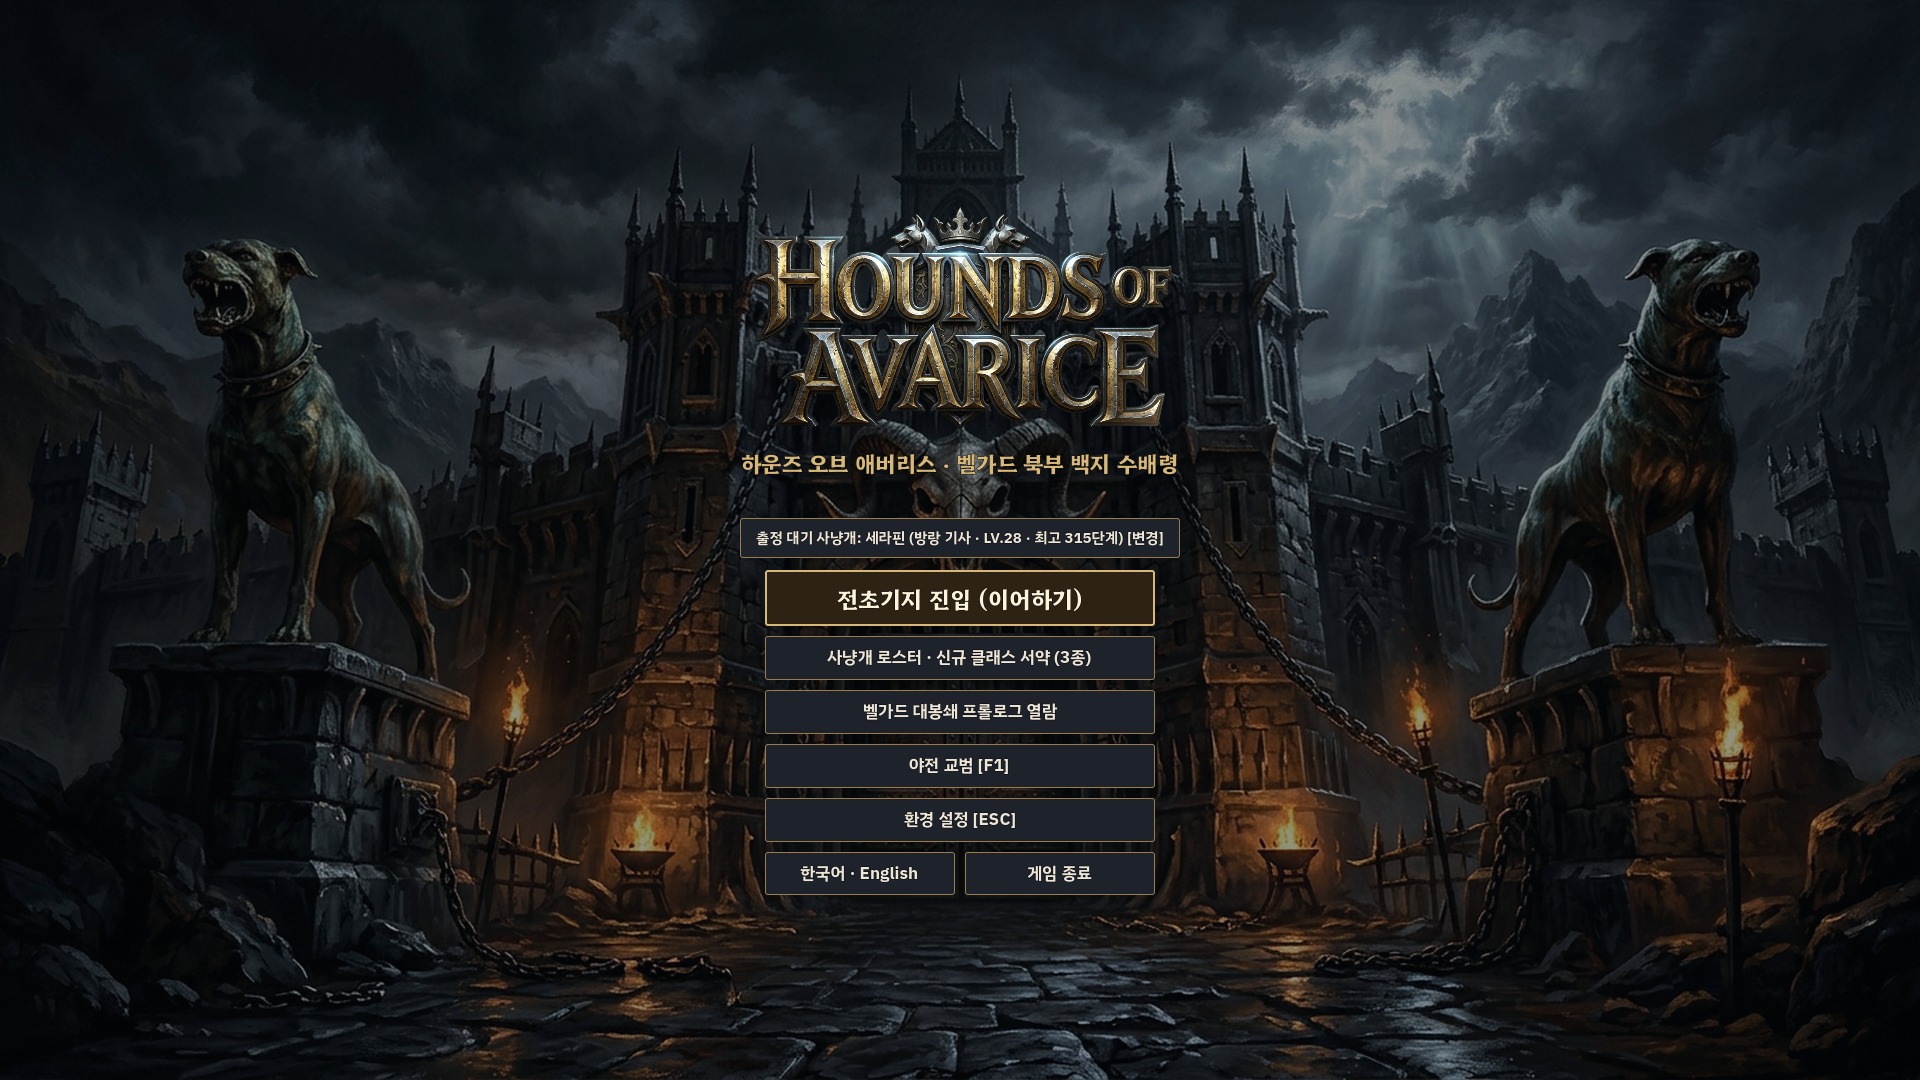 HOUNDS OF
AVARICE
하운즈 오브 애버리스 · 벨가드 북부 백지 수배령
출정 대기 사냥개: 세라핀 (방랑 기사 · LV.28 · 최고 315단계) [변경]
전초기지 진입 (이어하기)
사냥개 로스터 · 신규 클래스 서약 (3종)
벨가드 대봉쇄 프롤로그 열람
야전 교범 [F1]
환경 설정 [ESC]
한국어 · English
게임 종료